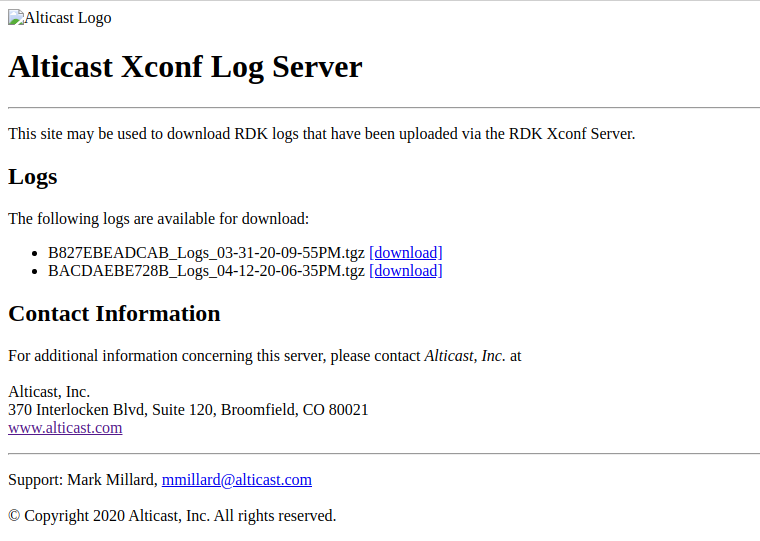 Alticast Logo
Alticast Xconf Log Server
This site may be used to download RDK logs that have been uploaded via the RDK Xconf Server.
Logs
The following logs are available for download:
B827EBEADCAB_Logs_03-31-20-09-55PM.tgz [download]
BACDAEBE728B_Logs_04-12-20-06-35PM.tgz [download]
Contact Information
For additional information concerning this server, please contact Alticast, Inc. at
Alticast, Inc.
370 Interlocken Blvd, Suite 120, Broomfield, CO 80021
www.alticast.com
Support: Mark Millard, mmillard@alticast.com
© Copyright 2020 Alticast, Inc. All rights reserved.